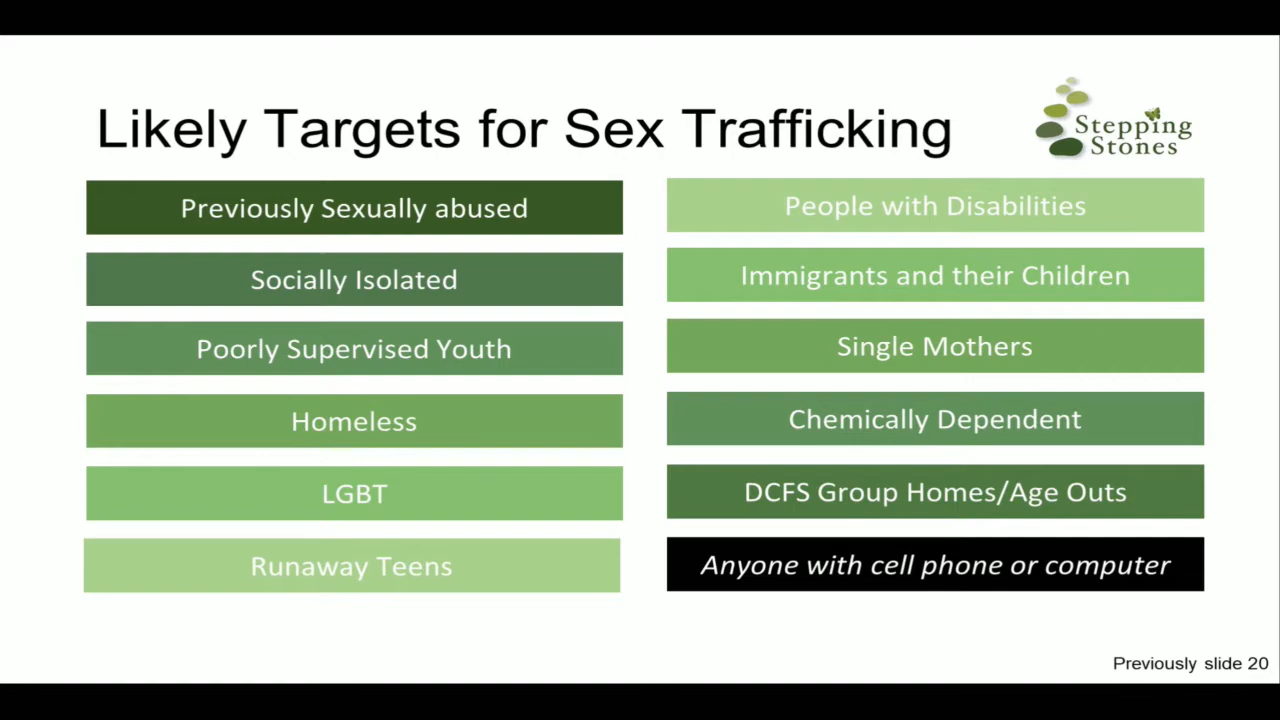 Likely Targets for Sex Trafficking
Stepping
Stones
Previously Sexually abused
Socially Isolated
Poorly Supervised Youth
Homeless
LGBT
Runaway Teens
People with Disabilities
Immigrants and their Children
Single Mothers
Chemically Dependent
DCFS Group Homes/Age Outs
Anyone with cell phone or computer
Previously slide 20